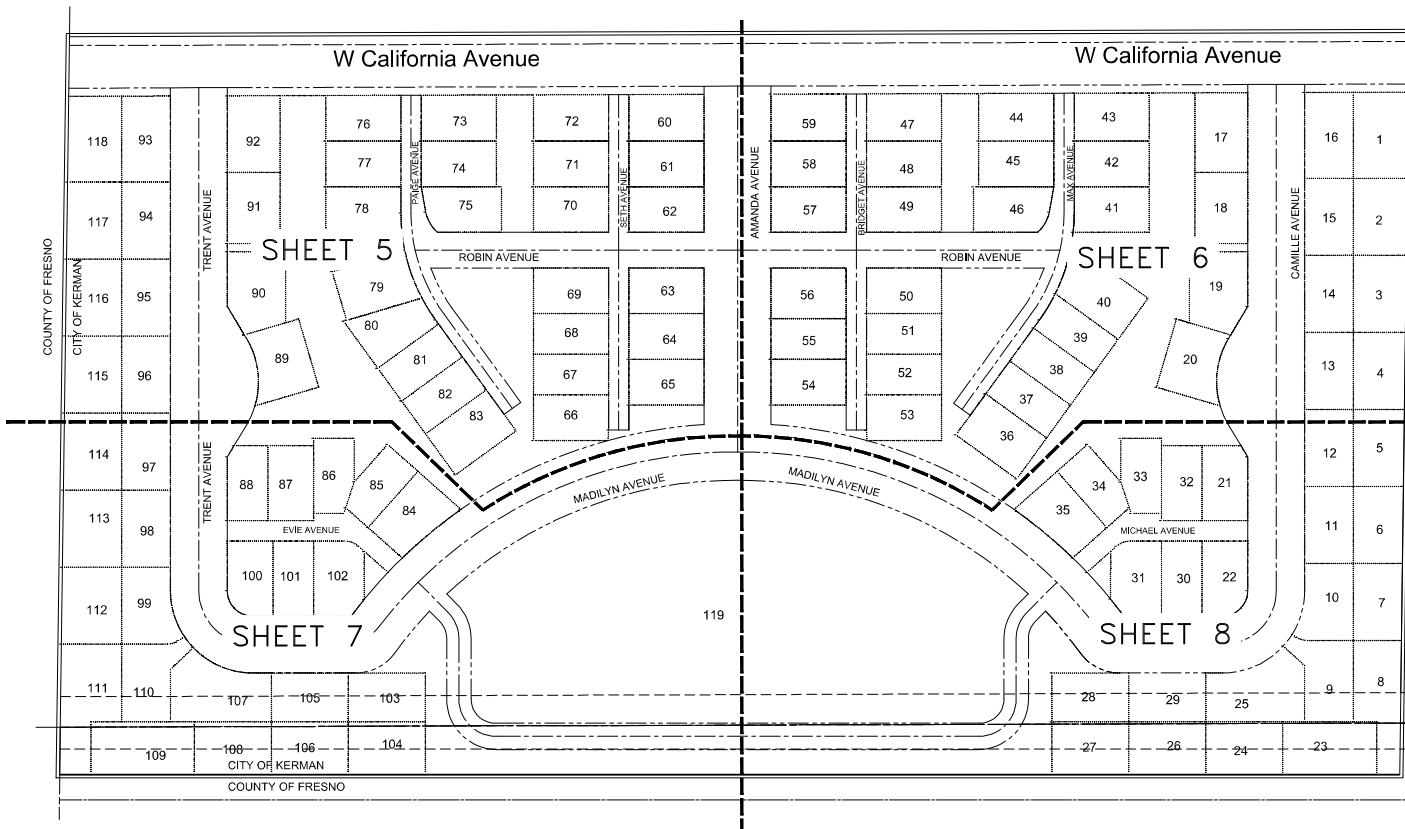 W California Avenue
W California Avenue
118 93 92 76 73 72 60 59 47 44 43 17 16 1
77 74 71 61 58 48 45 42
PAIGE AVENUE
SETH AVENUE
AMANDA AVENUE
BRIDGET AVENUE
MAX AVENUE
TRENT AVENUE
CAMILLE AVENUE
117 94 91 78 75 70 62 57 49 46 41 18 15 2
SHEET 5
SHEET 6
ROBIN AVENUE
ROBIN AVENUE
COUNTY OF FRESNO
CITY OF KERMAN
116 95 90 79 69 63 56 50 40 19 14 3
80 68 64 55 51 39
115 96 89 81 67 65 54 52 38 20 13 4
82 66 53 37
83 36
114 97 88 87 86 85 84 34 33 32 21 12 5
35
TRENT AVENUE
MADILYN AVENUE
MADILYN AVENUE
113 98 11 6
EVIE AVENUE
MICHAEL AVENUE
112 99 100 101 102 31 30 22 10 7
119
SHEET 7
SHEET 8
111 110 107 105 103 28 29 25 9 8
109 108 106 104 27 26 24 23
CITY OF KERMAN
COUNTY OF FRESNO